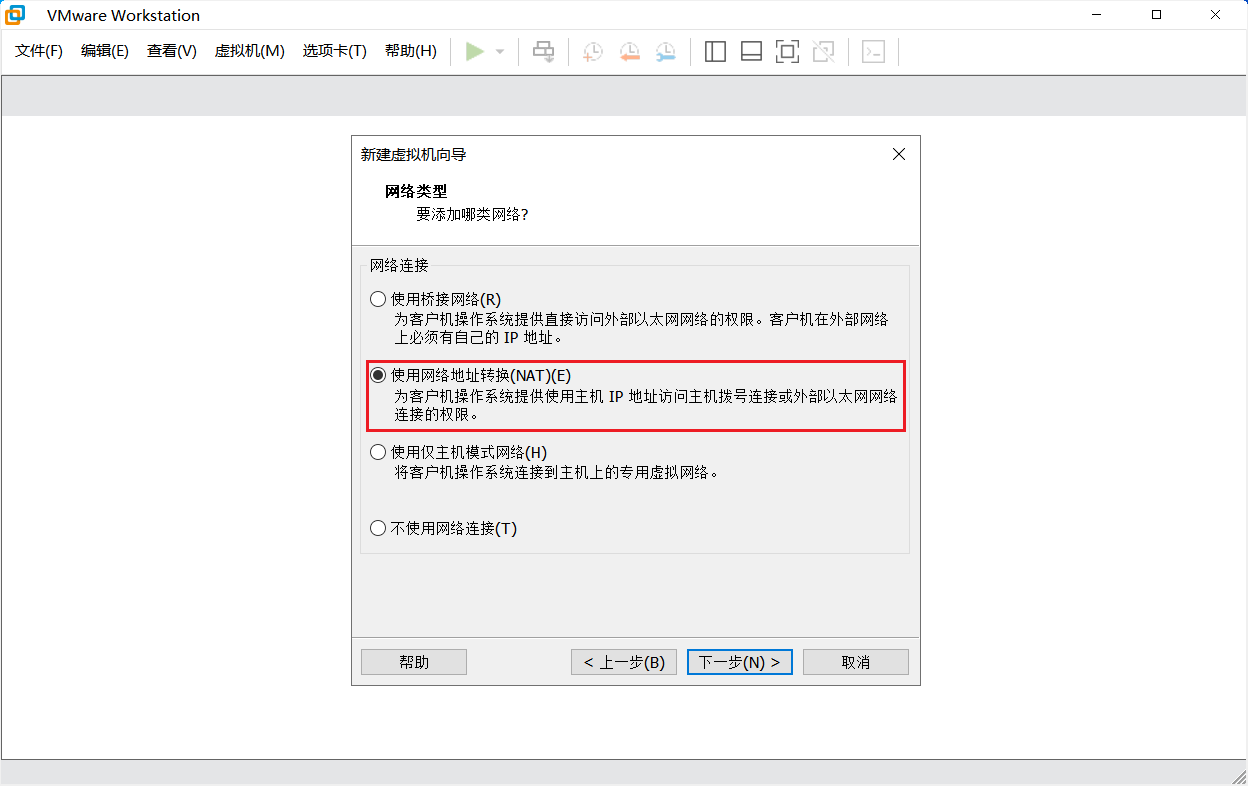 VMware Workstation
文件(F) 编辑(E) 查看(V) 虚拟机(M) 选项卡(T) 帮助(H)
新建虚拟机向导
网络类型
要添加哪类网络?
网络连接
使用桥接网络(R)
为客户机操作系统提供直接访问外部以太网网络的权限。客户机在外部网络
上必须有自己的 IP 地址。
使用网络地址转换(NAT)(E)
为客户机操作系统提供使用主机 IP 地址访问主机拨号连接或外部以太网网络
连接的权限。
使用仅主机模式网络(H)
将客户机操作系统连接到主机上的专用虚拟网络。
不使用网络连接(T)
帮助 < 上一步(B) 下一步(N) > 取消